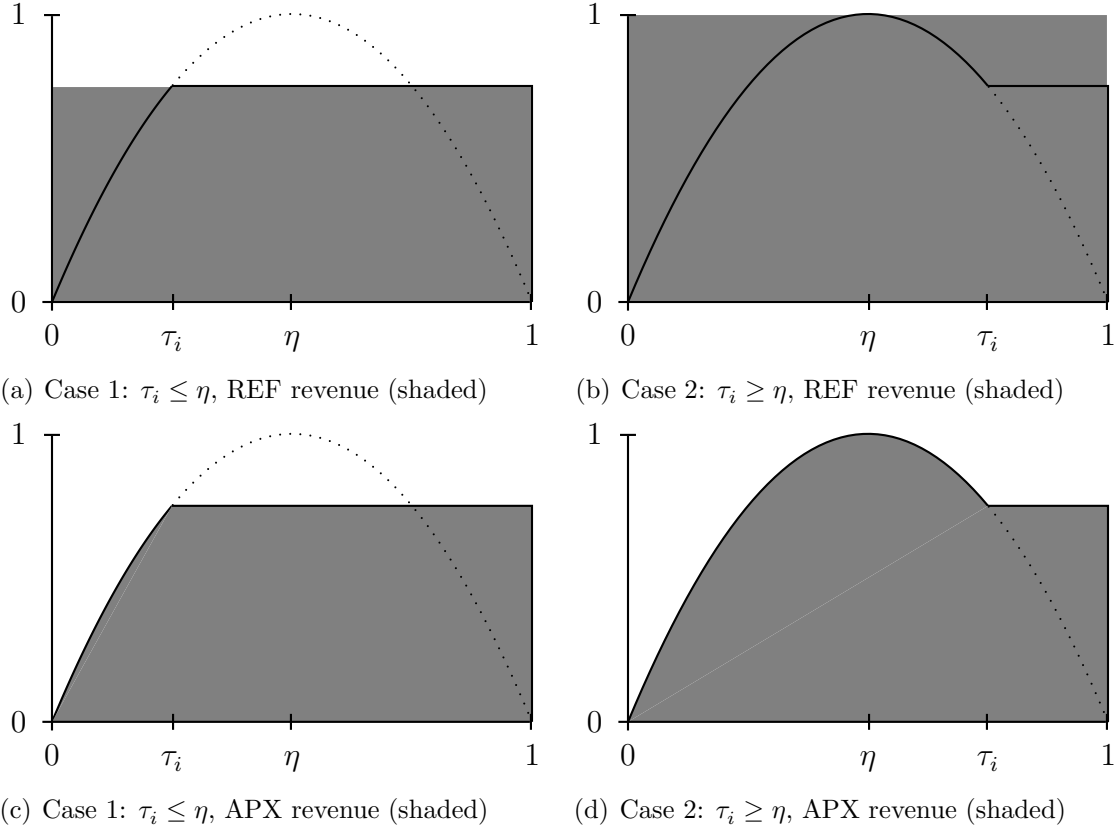 1
0
0 τ_i η 1
(a) Case 1: τ_i ≤ η, REF revenue (shaded)
1
0
0 η τ_i 1
(b) Case 2: τ_i ≥ η, REF revenue (shaded)
1
0
0 τ_i η 1
(c) Case 1: τ_i ≤ η, APX revenue (shaded)
1
0
0 η τ_i 1
(d) Case 2: τ_i ≥ η, APX revenue (shaded)